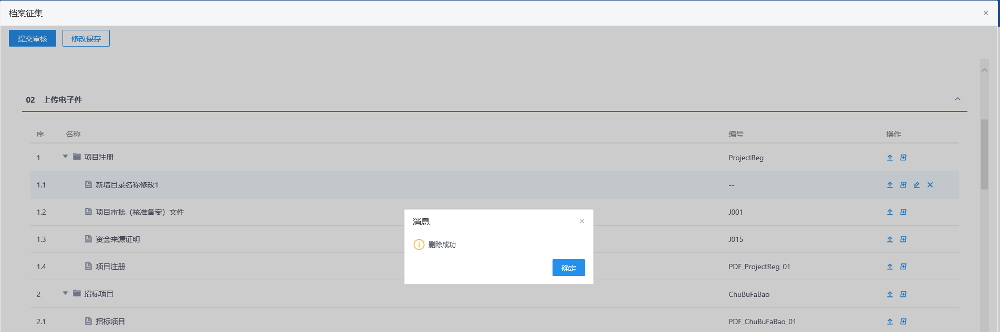 档案征集
提交审核 修改保存
02 上传电子件
序 名称 编号 操作
1 项目注册 ProjectReg
1.1 新增目录名称修改1 --
1.2 项目审批（核准备案）文件 J001
消息
1.3 资金来源证明 J015
删除成功
1.4 项目注册 PDF_ProjectReg_01
确定
2 招标项目 ChuBuFaBao
2.1 招标项目 PDF_ChuBuFaBao_01